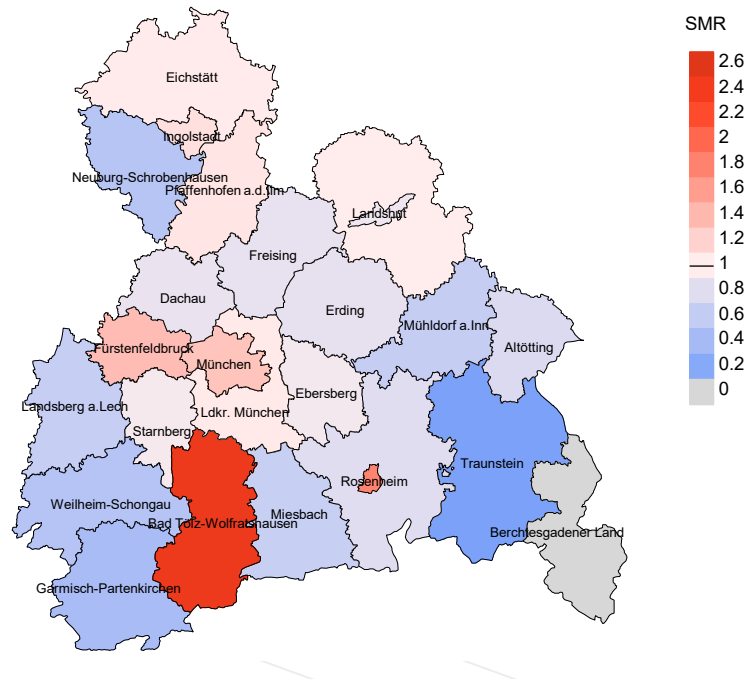 SMR
2.6
2.4
2.2
2
1.8
1.6
1.4
1.2
1
0.8
0.6
0.4
0.2
0
Eichstätt
Ingolstadt
Neuburg-Schrobenhausen
Pfaffenhofen a.d.Ilm
Landshut
Freising
Dachau
Erding
Mühldorf a.Inn
Altötting
Fürstenfeldbruck
München
Ebersberg
Landsberg a.Lech
Ldkr. München
Starnberg
Traunstein
Rosenheim
Weilheim-Schongau
Miesbach
Bad Tölz-Wolfratshausen
Berchtesgadener Land
Garmisch-Partenkirchen